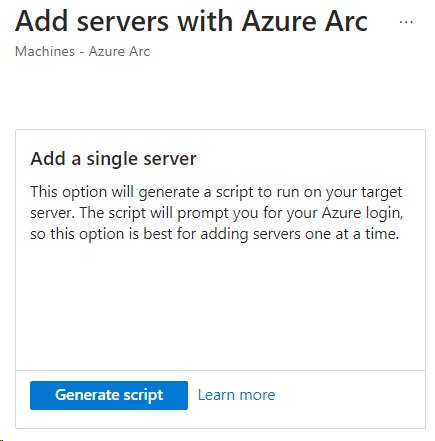 Add servers with Azure Arc ...
Machines - Azure Arc
Add a single server
This option will generate a script to run on your target
server. The script will prompt you for your Azure login,
so this option is best for adding servers one at a time.
Generate script Learn more